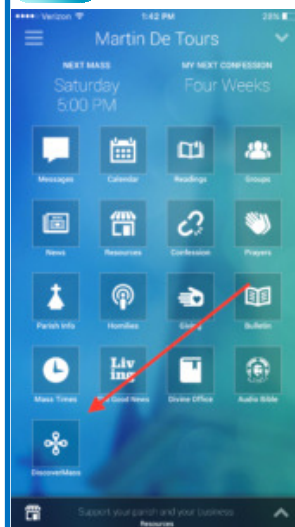 Verizon 1:42 PM 28%
Martin De Tours
NEXT MASS MY NEXT CONFESSION
Saturday Four Weeks
5:00 PM
Messages Calendar Readings Groups
News Resources Confession Prayers
Parish Info Homilies Giving Bulletin
Liv
ing
Mass Times Good News Divine Office Audio Bible
DiscoverMass
Support your parish and your business
Resources